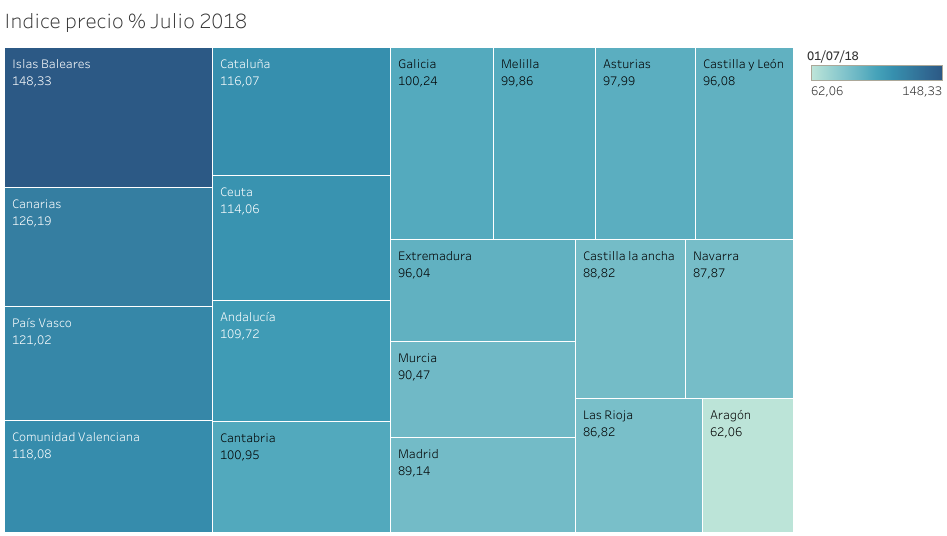 Indice precio % Julio 2018
Islas Baleares
148,33
Canarias
126,19
País Vasco
121,02
Comunidad Valenciana
118,08
Cataluña
116,07
Ceuta
114,06
Andalucía
109,72
Cantabria
100,95
Galicia
100,24
Melilla
99,86
Asturias
97,99
Castilla y León
96,08
Extremadura
96,04
Murcia
90,47
Madrid
89,14
Castilla la ancha
88,82
Navarra
87,87
Las Rioja
86,82
Aragón
62,06
01/07/18
62,06 148,33